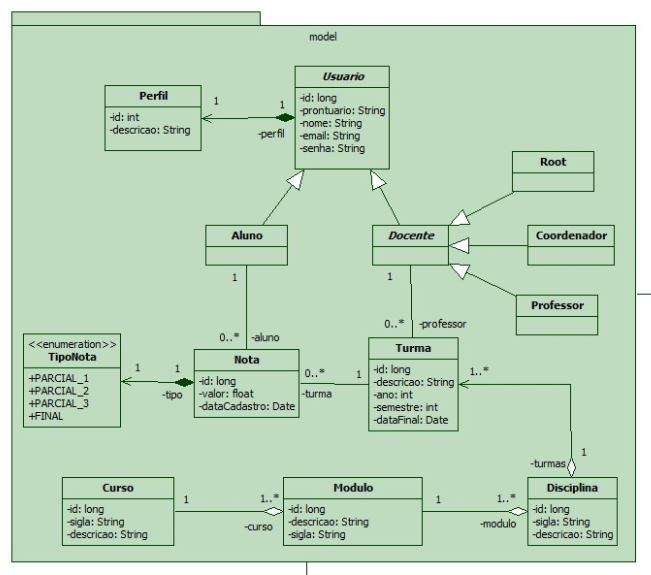 model
Usuario
-id: long
-prontuario: String
-nome: String
-email: String
-senha: String
Perfil
-id: int
-descricao: String
1
1
-perfil
Root
Aluno
Docente
Coordenador
Professor
1
1
0..*
-aluno
0..*
-professor
<<enumeration>>
TipoNota
+PARCIAL_1
+PARCIAL_2
+PARCIAL_3
+FINAL
1
1
-tipo
Nota
-id: long
-valor: float
-dataCadastro: Date
0..*
-turma
1
Turma
-id: long
-descricao: String
-ano: int
-semestre: int
-dataFinal: Date
1..*
1
-turmas
Curso
-id: long
-sigla: String
-descricao: String
1
1..*
-curso
Modulo
-id: long
-descricao: String
-sigla: String
1
1..*
-modulo
Disciplina
-id: long
-sigla: String
-descricao: String